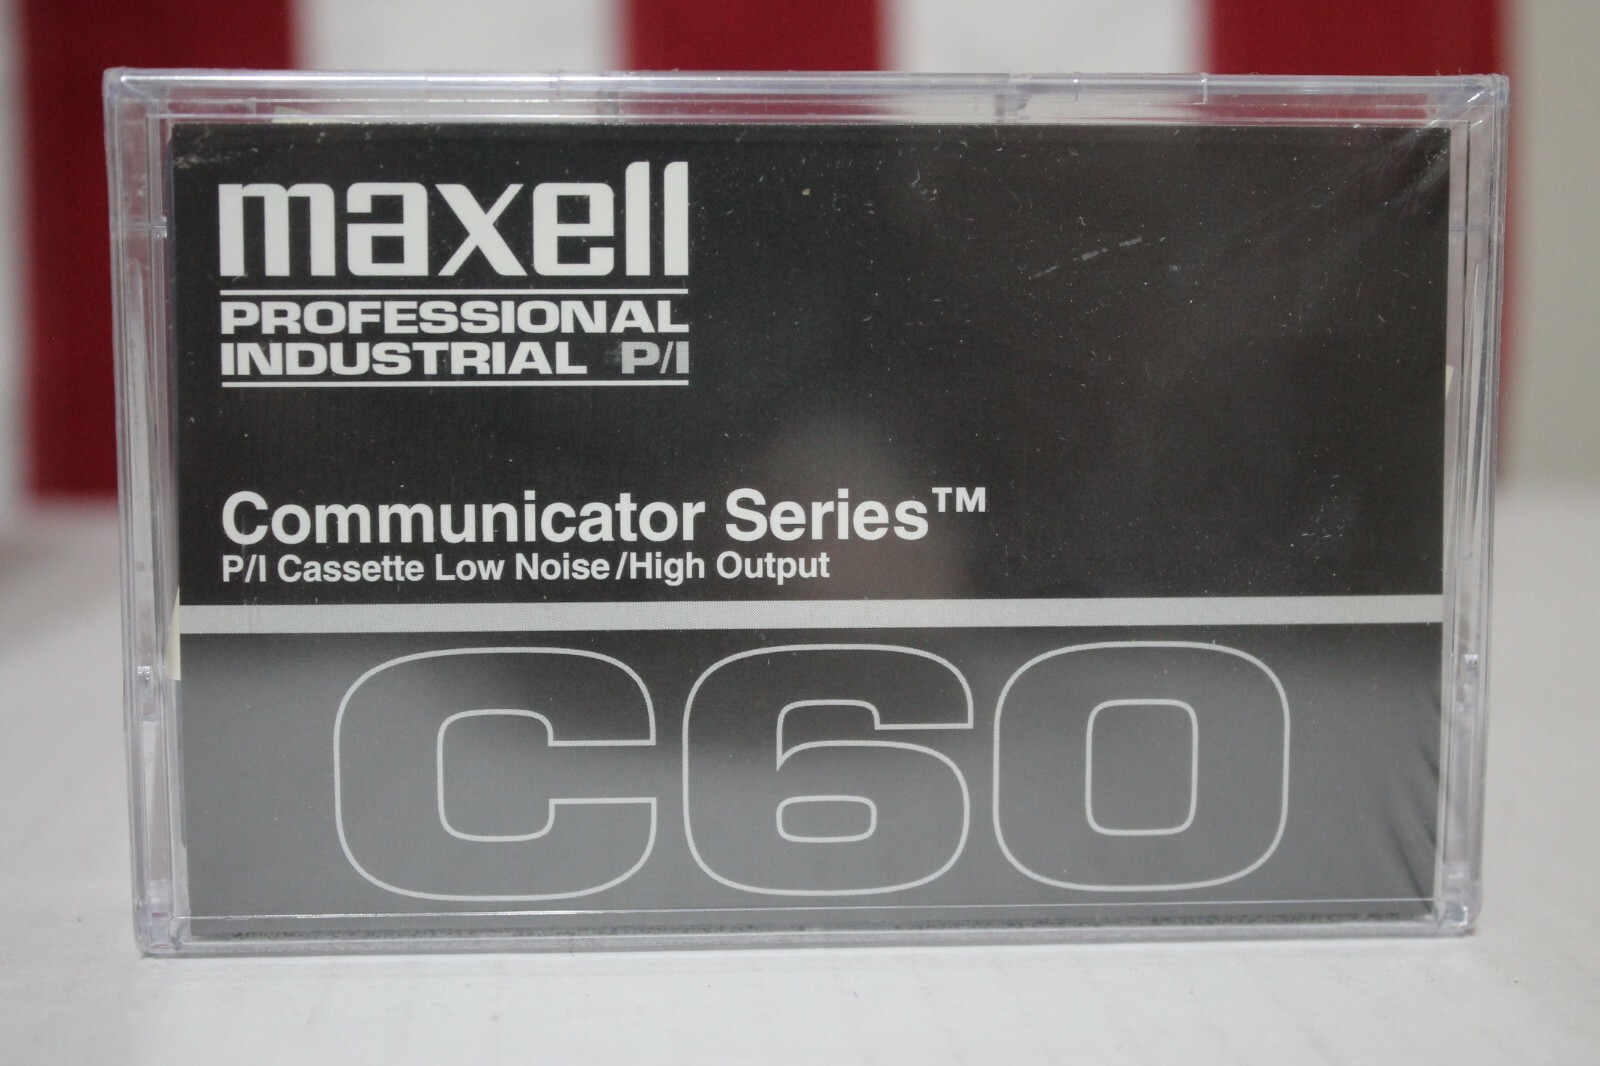 maxell
PROFESSIONAL
INDUSTRIAL P/I
Communicator Series™
P/I Cassette Low Noise/High Output
C60